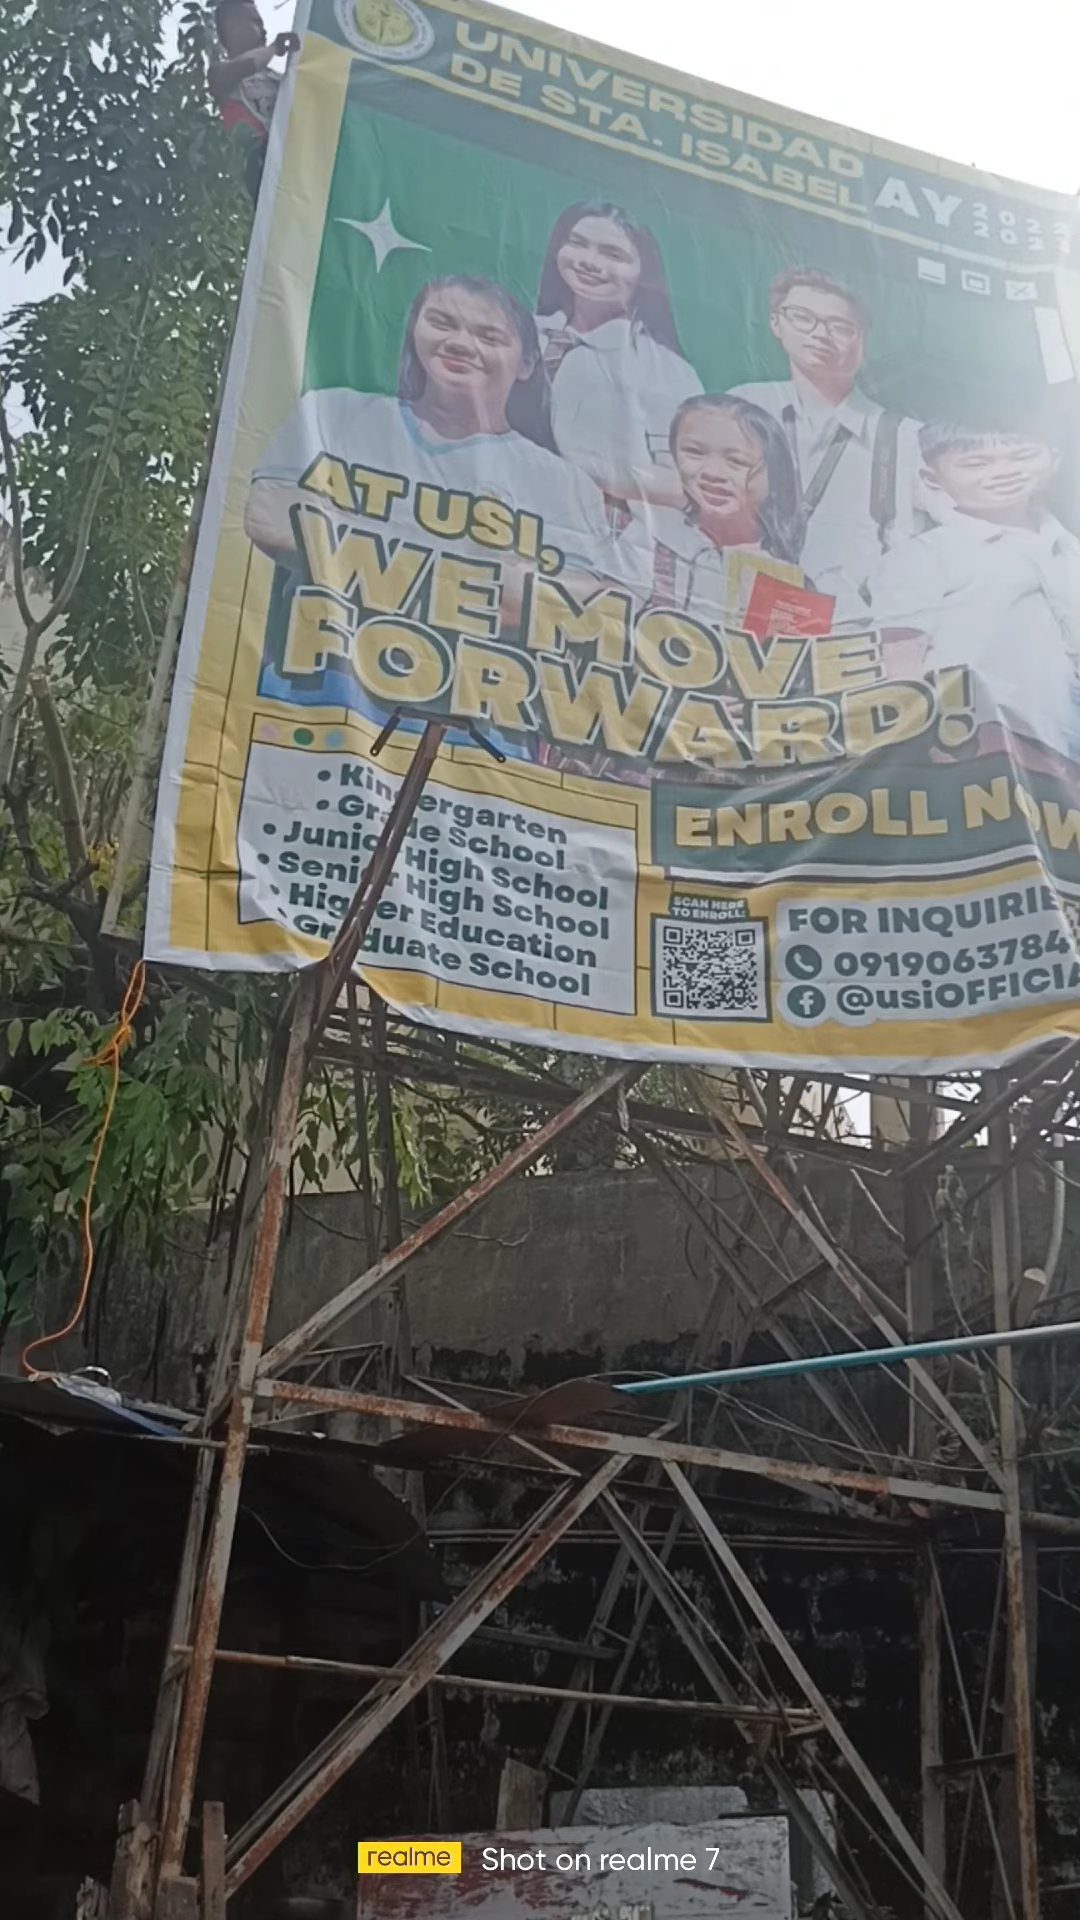 UNIVERSIDAD
DE STA. ISABEL
AY
AT USI,
WE MOVE
FORWARD!
• Kindergarten
• Grade School
• Junior High School
• Senior High School
• Higher Education
• Graduate School
ENROLL NOW
SCAN HERE
TO ENROLL:
FOR INQUIRIE
0919063784
@usiOFFICIA
realme Shot on realme 7